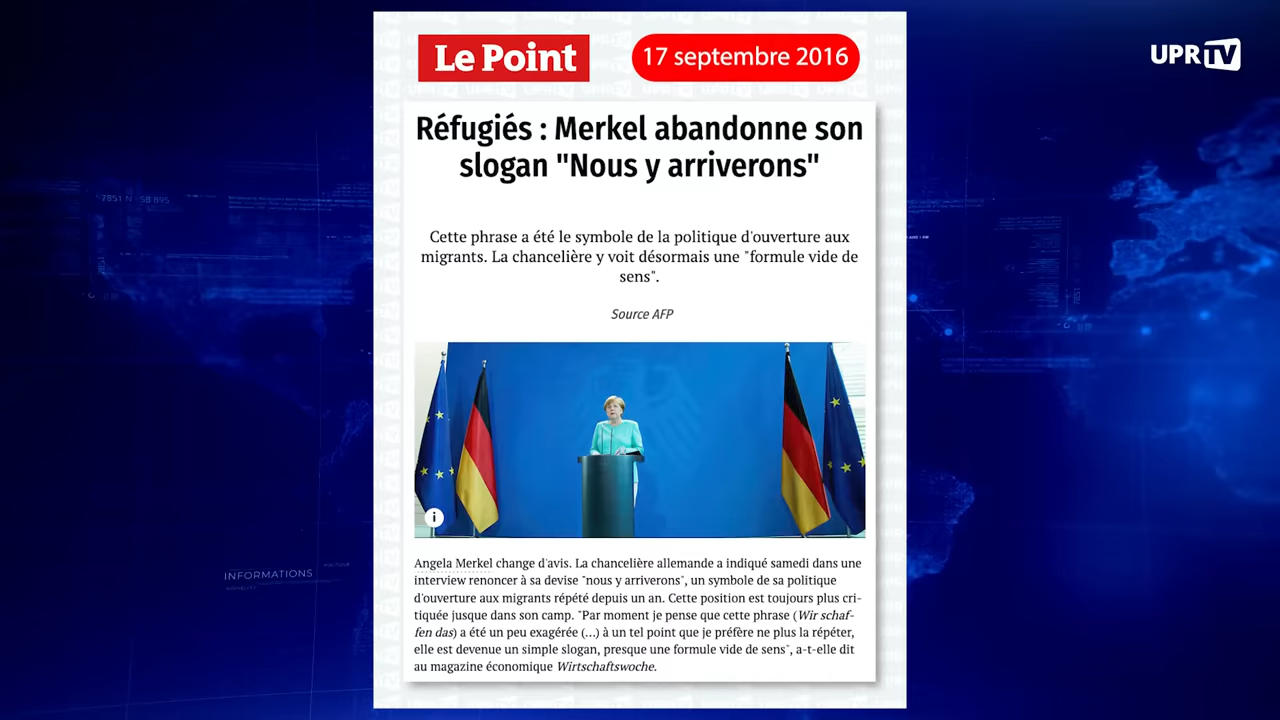 Le Point
17 septembre 2016
UPR TV
Réfugiés : Merkel abandonne son
slogan "Nous y arriverons"
Cette phrase a été le symbole de la politique d'ouverture aux
migrants. La chancelière y voit désormais une "formule vide de
sens".
Source AFP
i
Angela Merkel change d'avis. La chancelière allemande a indiqué samedi dans une
interview renoncer à sa devise "nous y arriverons", un symbole de sa politique
d'ouverture aux migrants répété depuis un an. Cette position est toujours plus cri-
tiquée jusque dans son camp. "Par moment je pense que cette phrase (Wir schaf-
fen das) a été un peu exagérée (...) à un tel point que je préfère ne plus la répéter,
elle est devenue un simple slogan, presque une formule vide de sens", a-t-elle dit
au magazine économique Wirtschaftswoche.
7851 N - 5B 895
INFORMATIONS